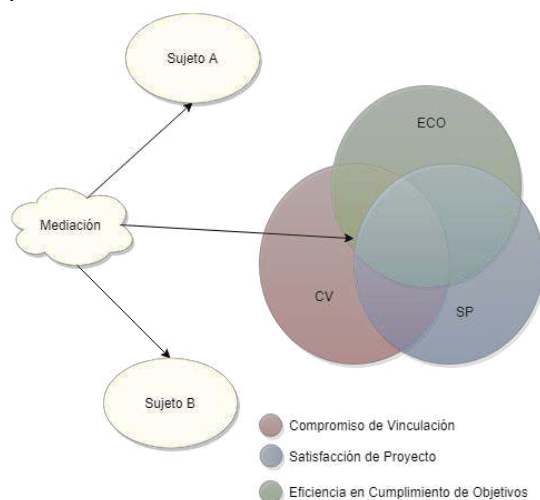 Sujeto A
ECO
Mediación
CV
SP
Sujeto B
Compromiso de Vinculación
Satisfacción de Proyecto
Eficiencia en Cumplimiento de Objetivos